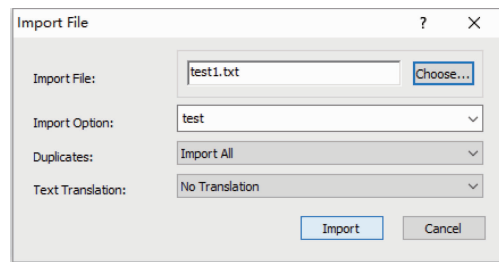 Import File ? X
Import File: test1.txt Choose...
Import Option: test
Duplicates: Import All
Text Translation: No Translation
Import Cancel